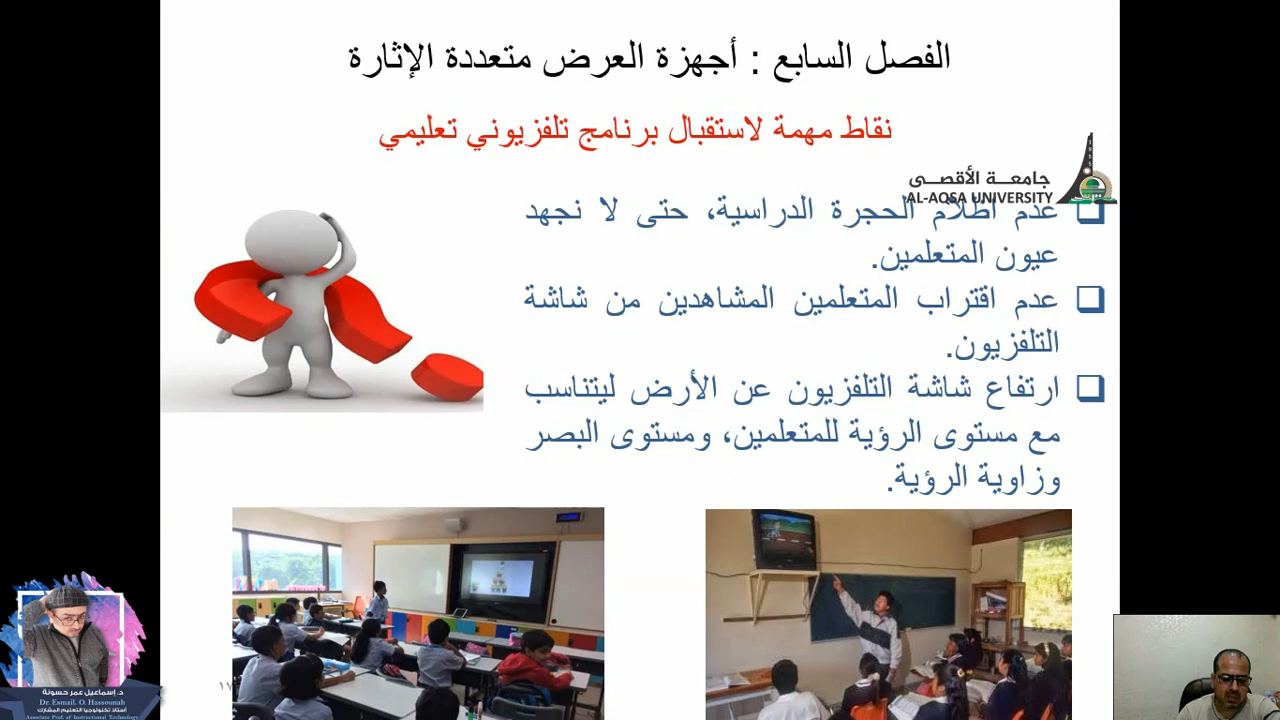 الفصل السابع : أجهزة العرض متعددة الإثارة
نقاط مهمة لاستقبال برنامج تلفزيوني تعليمي
جامعة الأقصى
AL-AQSA UNIVERSITY
عدم اظلام الحجرة الدراسية، حتى لا نجهد
عيون المتعلمين.
عدم اقتراب المتعلمين المشاهدين من شاشة
التلفزيون.
ارتفاع شاشة التلفزيون عن الأرض ليتناسب
مع مستوى الرؤية للمتعلمين، ومستوى البصر
وزاوية الرؤية.
د. إسماعيل عمر حسونة
Dr. Esmail. O. Hassounah
أستاذ تكنولوجيا التعليم المشارك
Associate Prof. of Instructional Technology